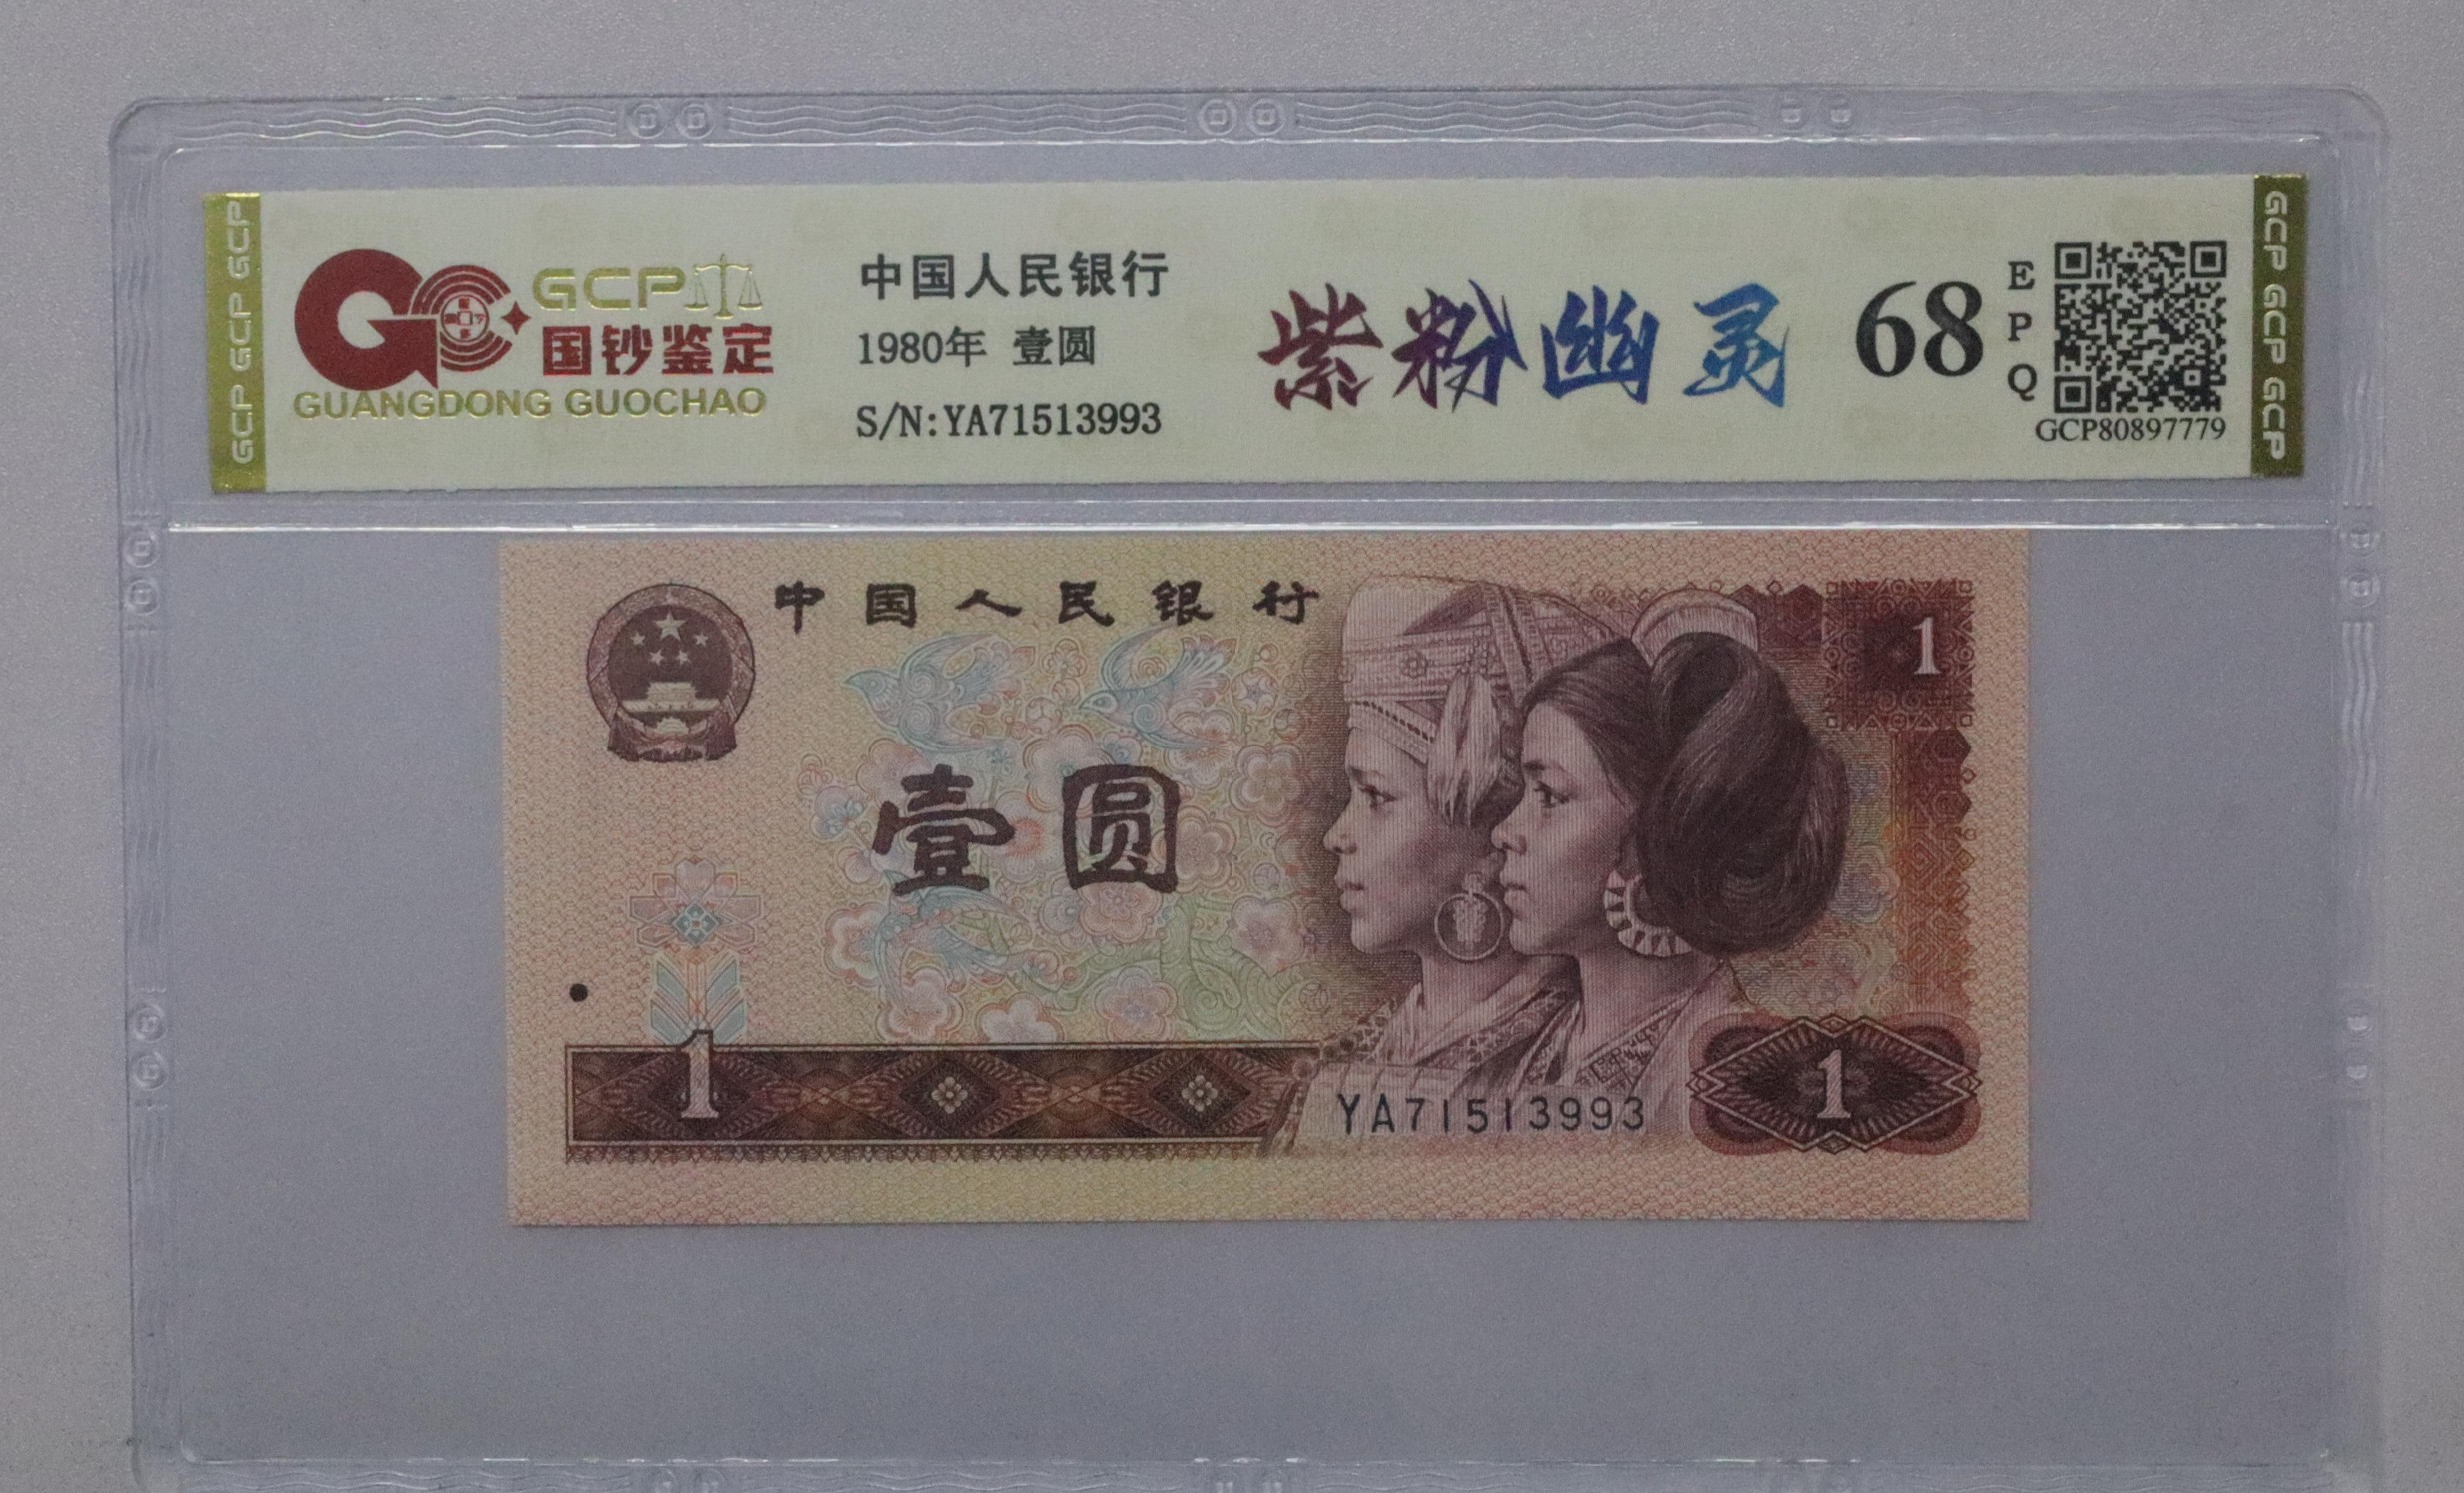 GCP GCP GCP
GCP
国钞鉴定
GUANGDONG GUOCHAO
中国人民银行
1980年 壹圆
S/N:YA71513993
紫粉幽灵
68
EPQ
GCP80897779
GCP GCP GCP
中国人民银行
1
壹圆
1
YA71513993
1